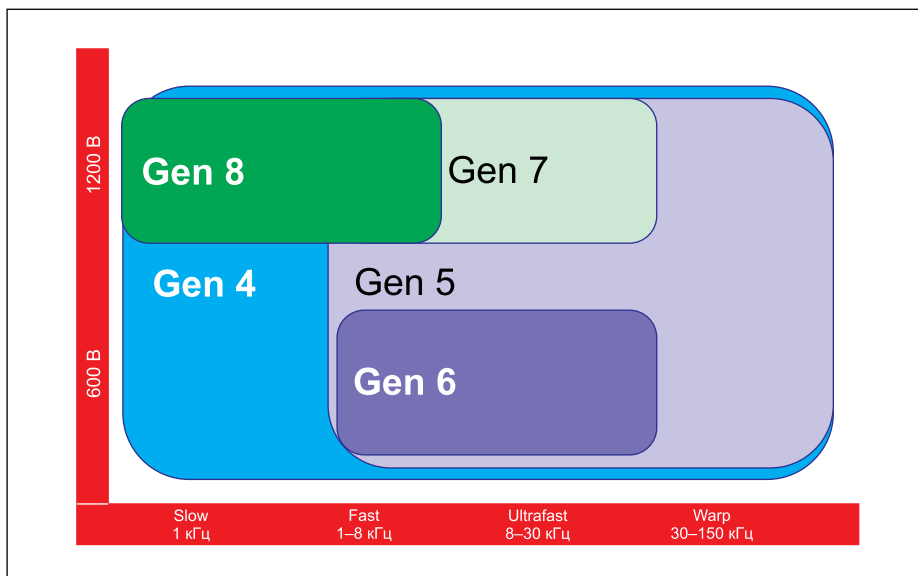 1200 В
Gen 8
Gen 7
Gen 4
Gen 5
600 В
Gen 6
Slow
1 кГц
Fast
1–8 кГц
Ultrafast
8–30 кГц
Warp
30–150 кГц